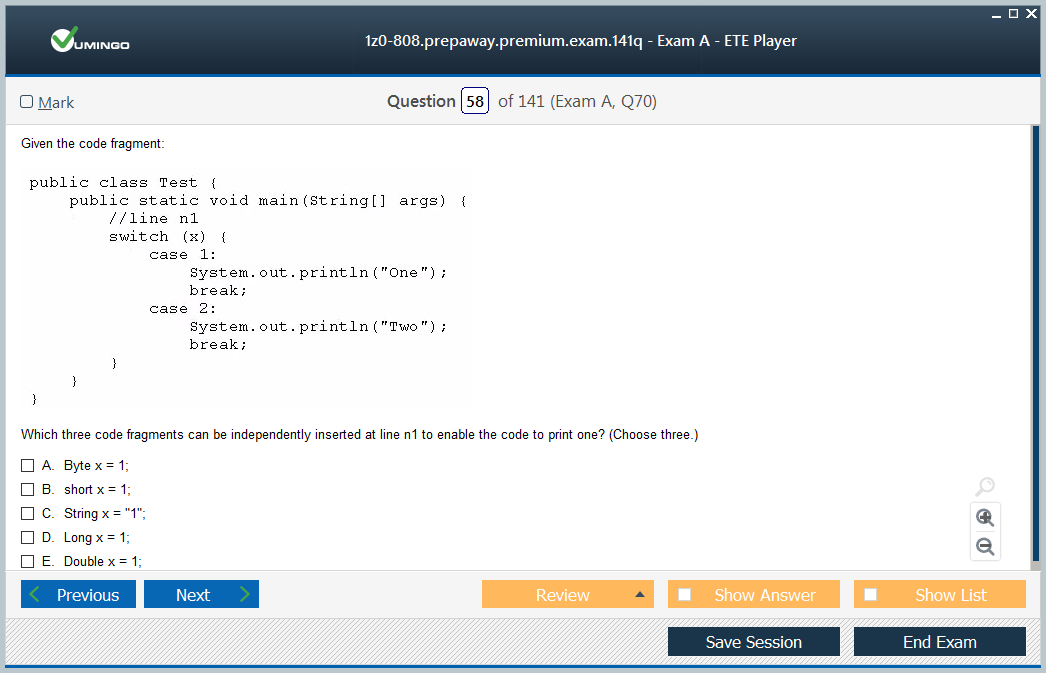 1z0-808.prepaway.premium.exam.141q - Exam A - ETE Player
VUMINGO
Mark
Question 58 of 141 (Exam A, Q70)
Given the code fragment:
public class Test {
public static void main(String[] args) {
//line n1
switch (x) {
case 1:
System.out.println("One");
break;
case 2:
System.out.println("Two");
break;
}
}
}
Which three code fragments can be independently inserted at line n1 to enable the code to print one? (Choose three.)
A. Byte x = 1;
B. short x = 1;
C. String x = "1";
D. Long x = 1;
E. Double x = 1;
Previous
Next
Review
Show Answer
Show List
Save Session
End Exam